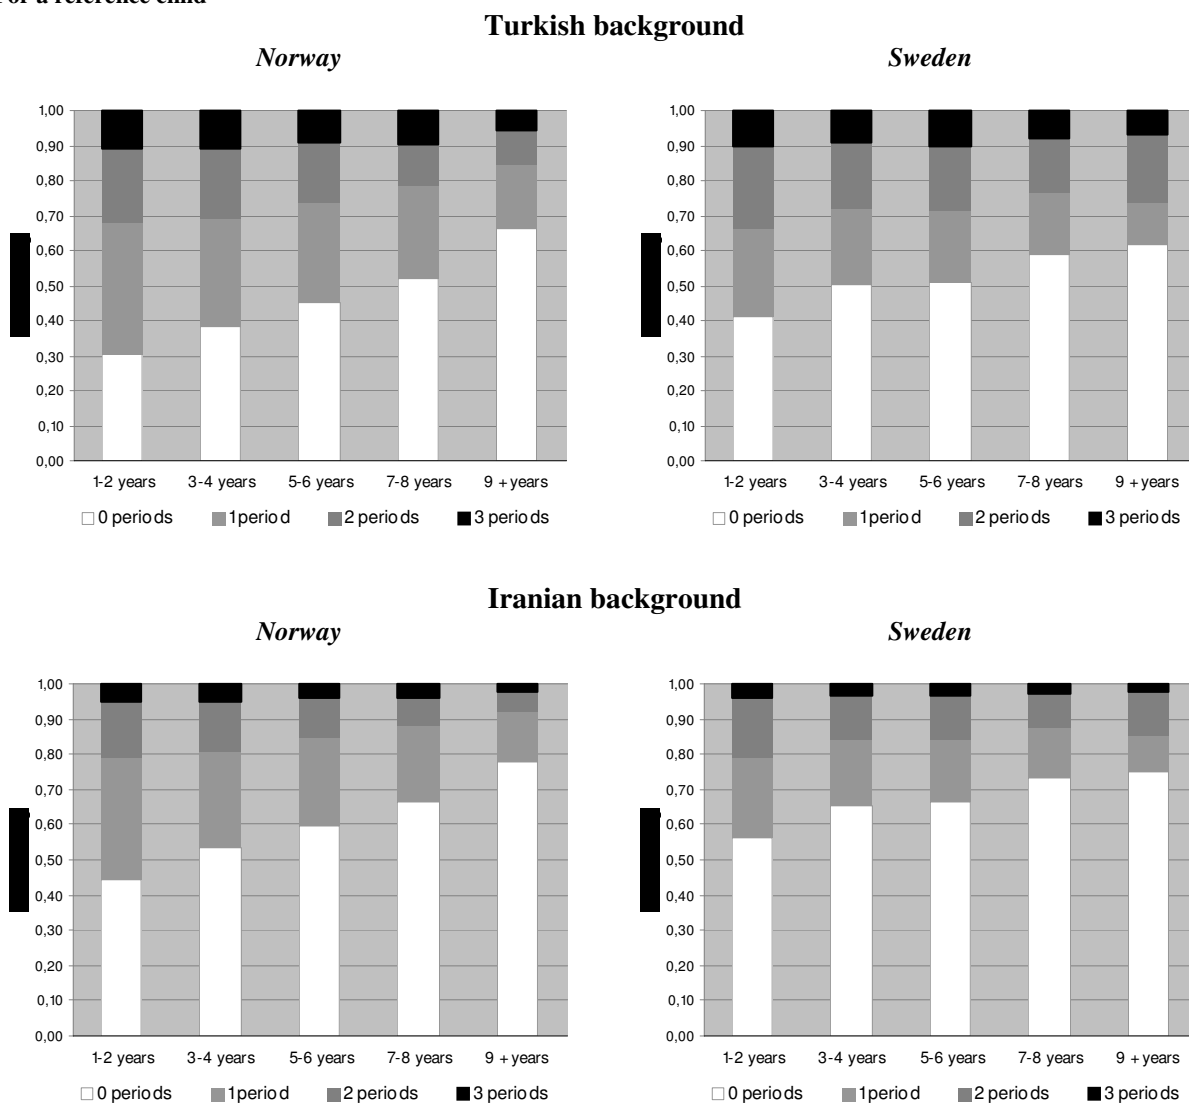 Turkish background
Norway Sweden
1,00 1,00
0,90 0,90
0,80 0,80
0,70 0,70
0,60 0,60
0,50 0,50
0,40 0,40
0,30 0,30
0,20 0,20
0,10 0,10
0,00 0,00
1-2 years 3-4 years 5-6 years 7-8 years 9 + years 1-2 years 3-4 years 5-6 years 7-8 years 9 + years
0 periods 1 period 2 periods 3 periods 0 periods 1 period 2 periods 3 periods
Iranian background
Norway Sweden
1,00 1,00
0,90 0,90
0,80 0,80
0,70 0,70
0,60 0,60
0,50 0,50
0,40 0,40
0,30 0,30
0,20 0,20
0,10 0,10
0,00 0,00
1-2 years 3-4 years 5-6 years 7-8 years 9 + years 1-2 years 3-4 years 5-6 years 7-8 years 9 + years
0 periods 1 period 2 periods 3 periods 0 periods 1 period 2 periods 3 periods